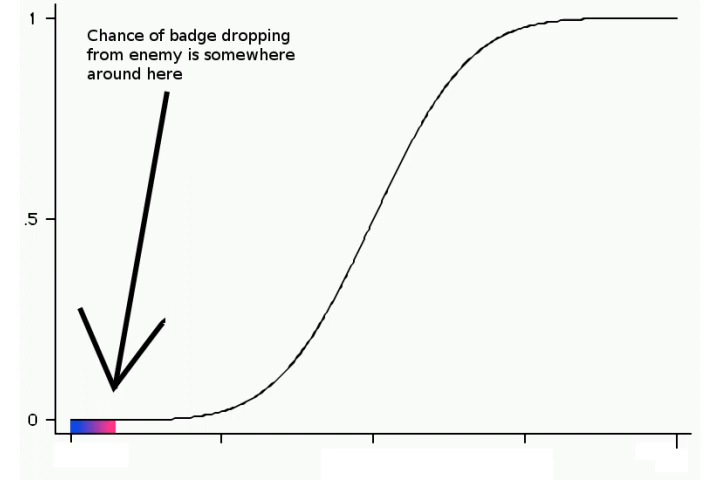 1
Chance of badge dropping
from enemy is somewhere
around here
.5
0